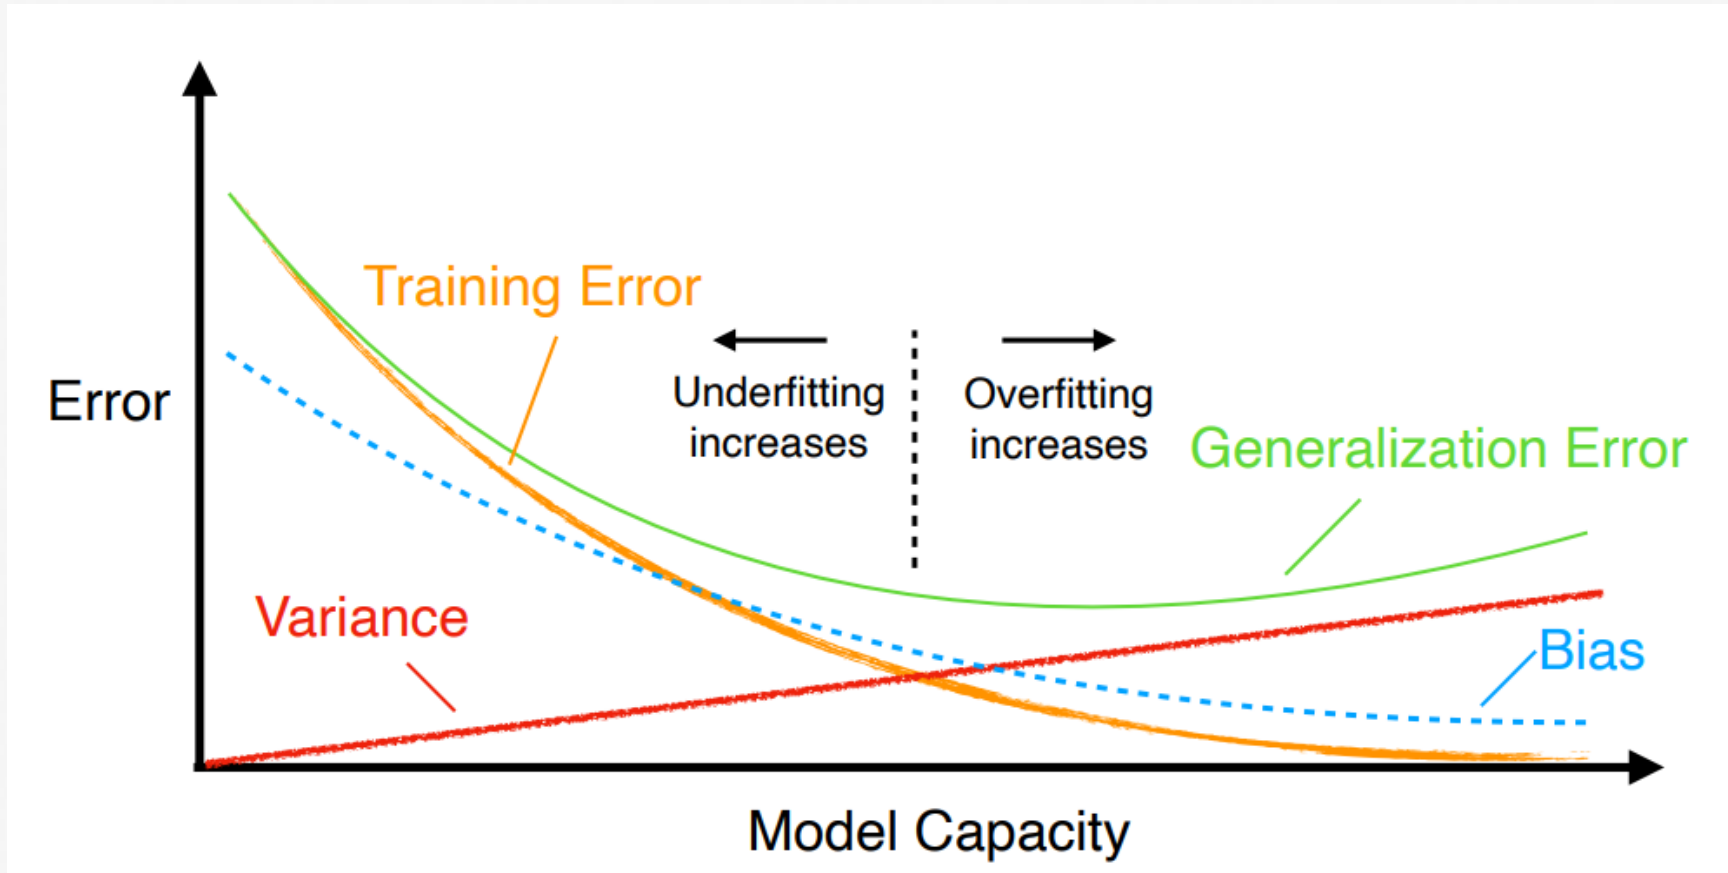 Training Error
Error
Underfitting
increases
Overfitting
increases
Generalization Error
Variance
Bias
Model Capacity